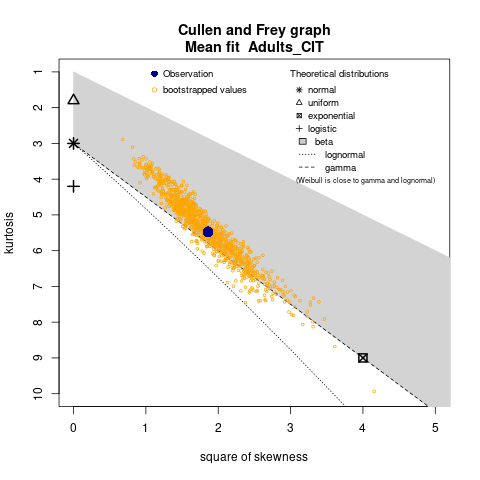 Cullen and Frey graph
Mean fit  Adults_CIT
Observation
bootstrapped values
Theoretical distributions
normal
uniform
exponential
logistic
beta
lognormal
gamma
(Weibull is close to gamma and lognormal)
kurtosis
1
2
3
4
5
6
7
8
9
10
0 1 2 3 4 5
square of skewness